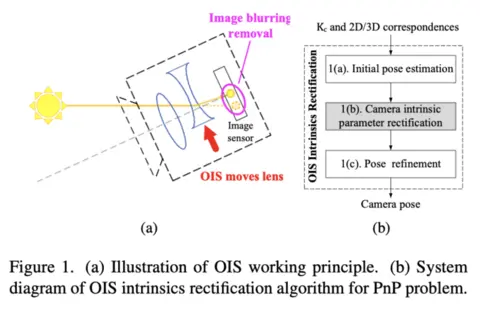 Image blurring
removal
Image
sensor
OIS moves lens
(a)
K_c and 2D/3D correspondences
OIS Intrinsics Rectification
1(a). Initial pose estimation
1(b). Camera intrinsic
parameter rectification
1(c). Pose refinement
Camera pose
(b)
Figure 1. (a) Illustration of OIS working principle. (b) System
diagram of OIS intrinsics rectification algorithm for PnP problem.